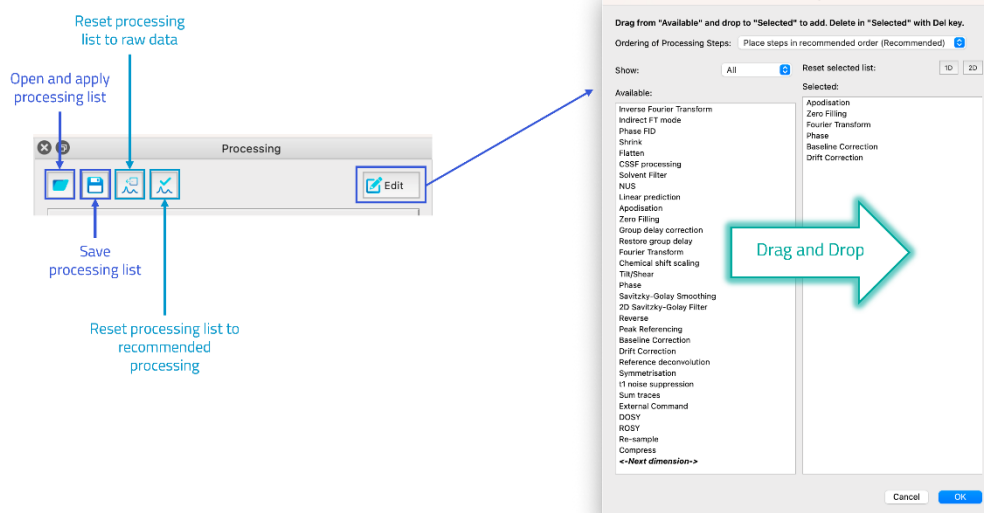 Reset processing
list to raw data
Open and apply
processing list
Processing
Edit
Save
processing list
Reset processing list to
recommended
processing
Drag from "Available" and drop to "Selected" to add. Delete in "Selected" with Del key.
Ordering of Processing Steps: Place steps in recommended order (Recommended)
Show: All Reset selected list: 1D 2D
Available:
Inverse Fourier Transform
Indirect FT mode
Phase FID
Shrink
Flatten
CSSF processing
Solvent Filter
NUS
Linear prediction
Apodisation
Zero Filling
Group delay correction
Restore group delay
Fourier Transform
Chemical shift scaling
Tilt/Shear
Phase
Savitzky-Golay Smoothing
2D Savitzky-Golay Filter
Reverse
Peak Referencing
Baseline Correction
Drift Correction
Reference deconvolution
Symmetrisation
t1 noise suppression
Sum traces
External Command
DOSY
ROSY
Re-sample
Compress
<-Next dimension->
Selected:
Apodisation
Zero Filling
Fourier Transform
Phase
Baseline Correction
Drift Correction
Drag and Drop
Cancel OK